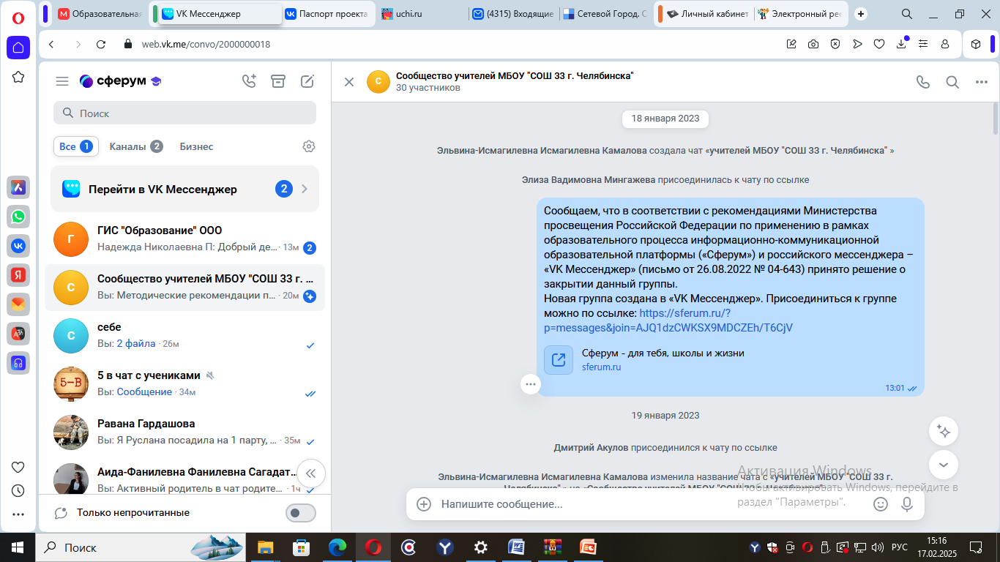 Образовательная
VK Мессенджер
Паспорт проекта
uchi.ru
(4315) Входящие
Сетевой Город. С
Личный кабинет
Электронный рес
web.vk.me/convo/2000000018
сферум
Поиск
Все 1
Каналы 2
Бизнес
Перейти в VK Мессенджер 2
Г
ГИС "Образование" ООО
Надежда Николаевна П: Добрый де... · 13м 2
С
Сообщество учителей МБОУ "СОШ 33 г. ...
Вы: Методические рекомендации п... · 20м
С
себе
Вы: 2 файла · 26м
5-В
5 в чат с учениками
Вы: Сообщение · 34м
Равана Гардашова
Вы: Я Руслана посадила на 1 парту, ... · 35м
Аида-Фанилевна Фанилевна Сагадат...
Вы: Активный родитель в чат родите... · 1ч
Только непрочитанные
С
Сообщество учителей МБОУ "СОШ 33 г. Челябинска"
30 участников
18 января 2023
Эльвина-Исмагилевна Исмагилевна Камалова создала чат «учителей МБОУ "СОШ 33 г. Челябинска" »
Элиза Вадимовна Мингажева присоединилась к чату по ссылке
Сообщаем, что в соответствии с рекомендациями Министерства
просвещения Российской Федерации по применению в рамках
образовательного процесса информационно-коммуникационной
образовательной платформы («Сферум») и российского мессенджера –
«VK Мессенджер» (письмо от 26.08.2022 № 04-643) принято решение о
закрытии данный группы.
Новая группа создана в «VK Мессенджер». Присоединиться к группе
можно по ссылке: https://sferum.ru/?
p=messages&join=AJQ1dzCWKSX9MDCZEh/T6CjV
Сферум - для тебя, школы и жизни
sferum.ru
13:01
19 января 2023
Дмитрий Акулов присоединился к чату по ссылке
Эльвина-Исмагилевна Исмагилевна Камалова изменила название чата с «учителей МБОУ "СОШ 33 г.
Челябинска" » на «Сообщество учителей МБОУ "СОШ 33 г. Челябинска"
Активация Windows
Чтобы активировать Windows, перейдите в
раздел "Параметры".
Напишите сообщение...
Поиск
РУС
15:16
17.02.2025